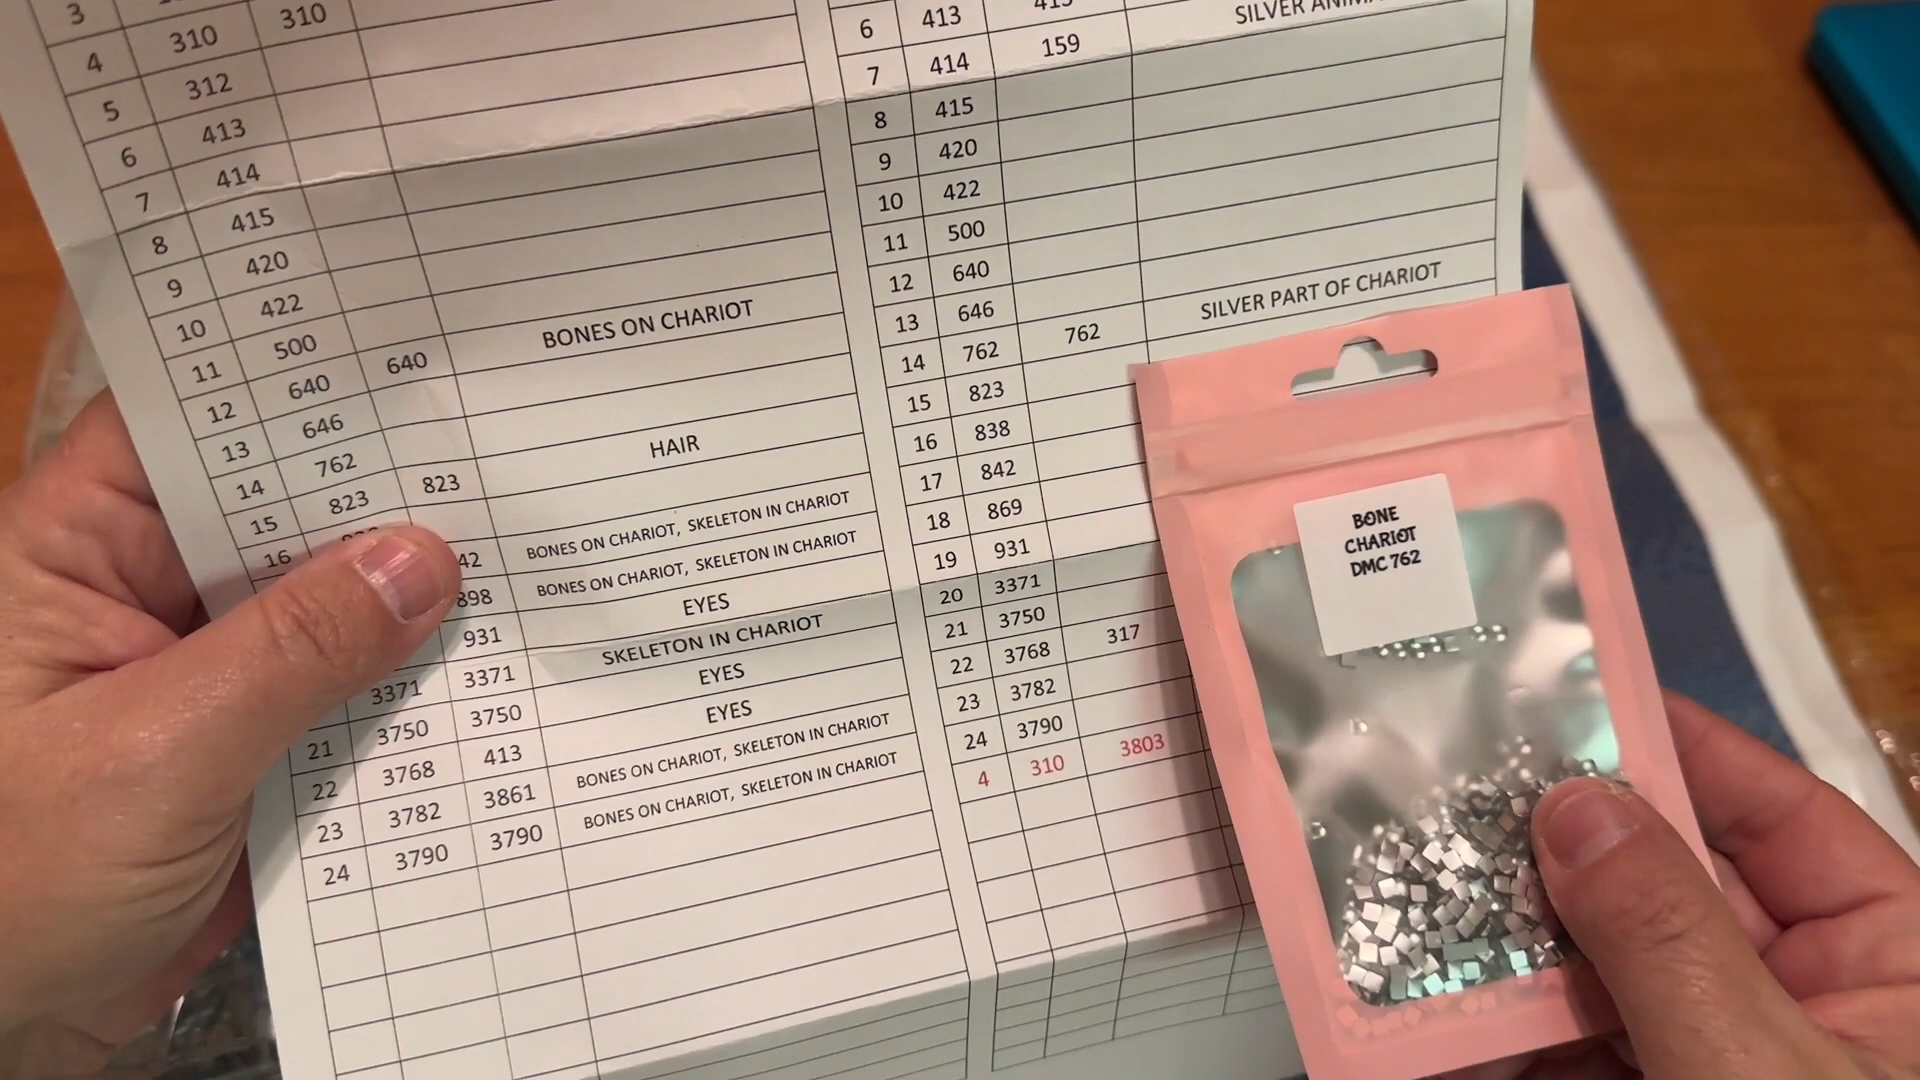 3
4 310 310
5 312
6 413
7 414
8 415
9 420
10 422
11 500
12 640 640 BONES ON CHARIOT
13 646
14 762
15 823 823 HAIR
16
42 BONES ON CHARIOT, SKELETON IN CHARIOT
898 BONES ON CHARIOT, SKELETON IN CHARIOT
931 EYES
3371 3371 SKELETON IN CHARIOT
21 3750 3750 EYES
22 3768 413 EYES
23 3782 3861 BONES ON CHARIOT, SKELETON IN CHARIOT
24 3790 3790 BONES ON CHARIOT, SKELETON IN CHARIOT
6 413 415
7 414 159 SILVER
8 415
9 420
10 422
11 500
12 640
13 646
14 762 762 SILVER PART OF CHARIOT
15 823
16 838
17 842
18 869
19 931
20 3371
21 3750
22 3768 317
23 3782
24 3790
4 310 3803
BONE
CHARIOT
DMC 762